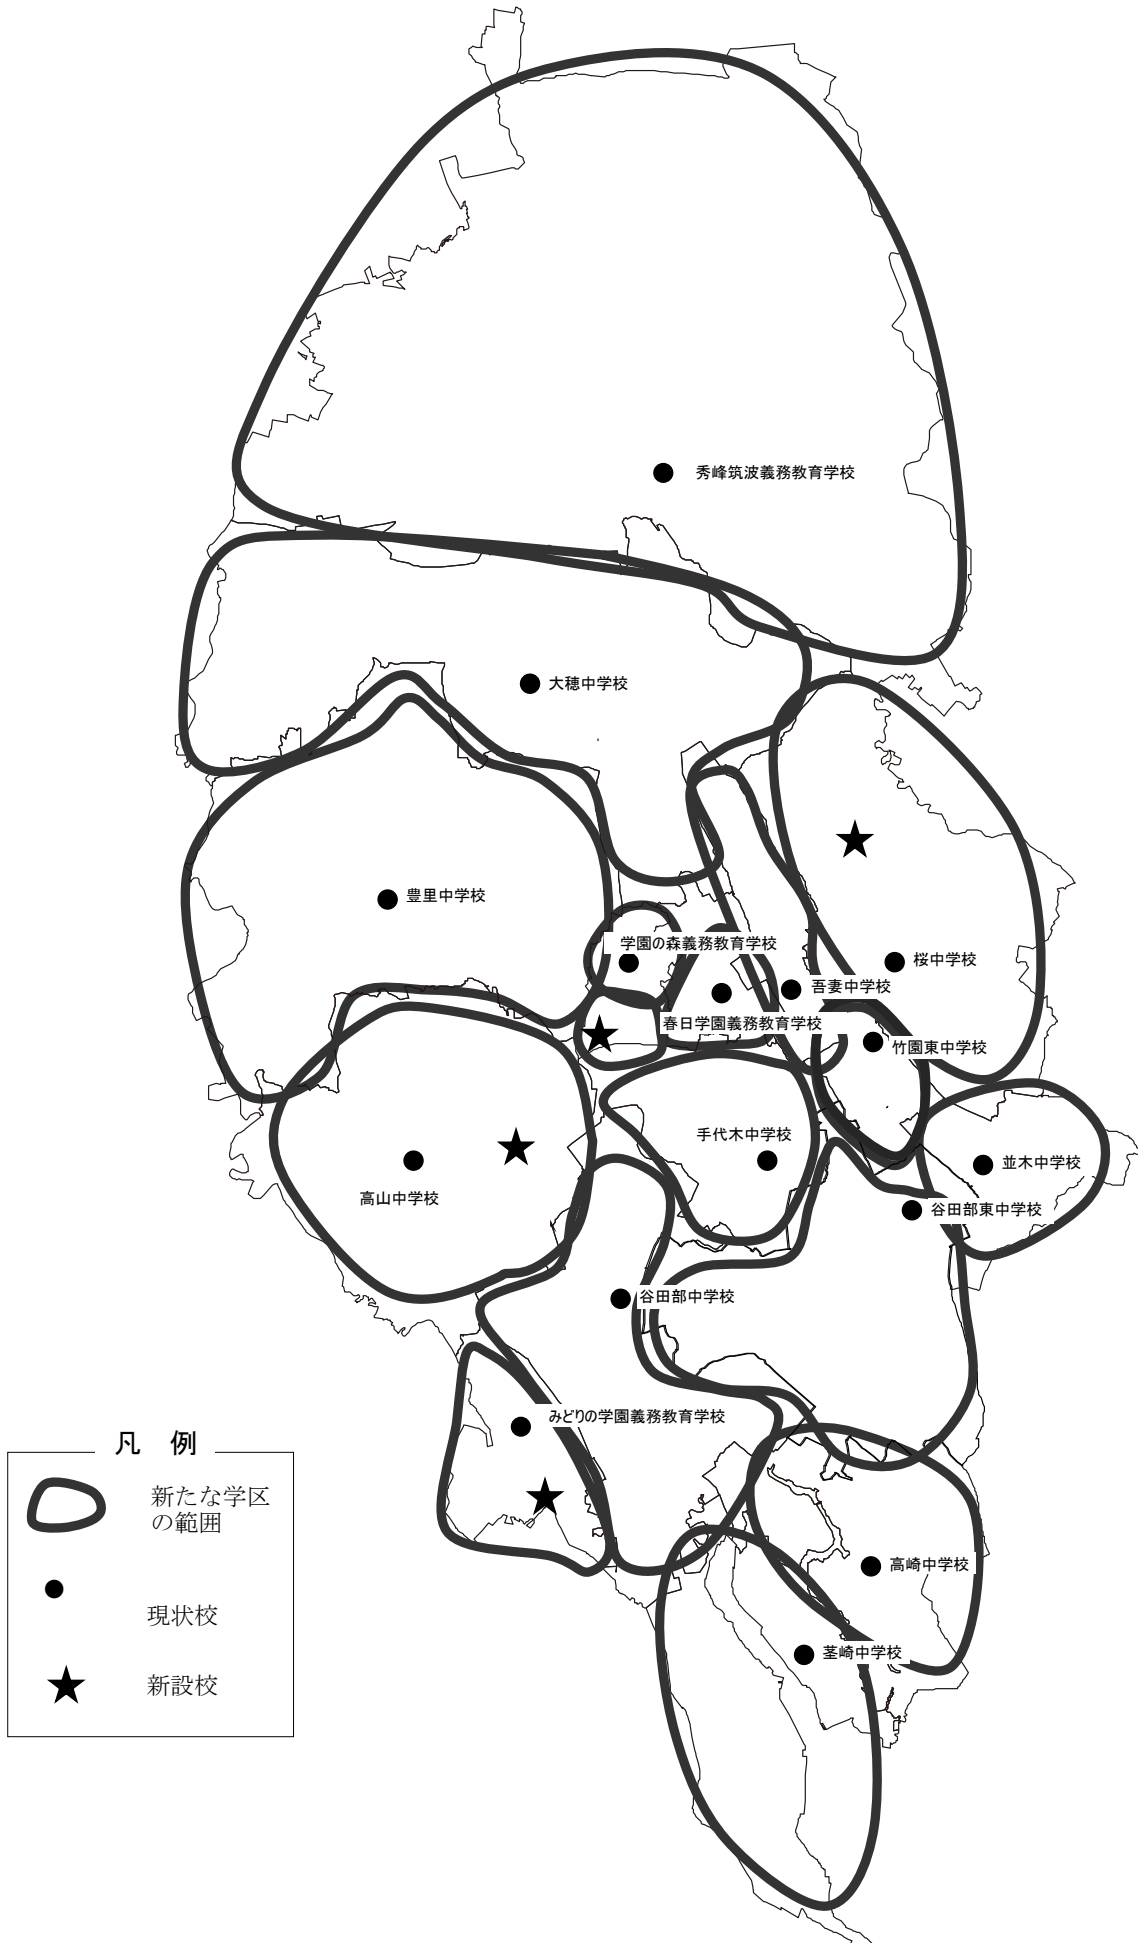 秀峰筑波義務教育学校
大穂中学校
豊里中学校
学園の森義務教育学校
桜中学校
吾妻中学校
春日学園義務教育学校
竹園東中学校
手代木中学校
並木中学校
高山中学校
谷田部東中学校
谷田部中学校
みどりの学園義務教育学校
高崎中学校
茎崎中学校
凡 例
新たな学区
の範囲
現状校
新設校